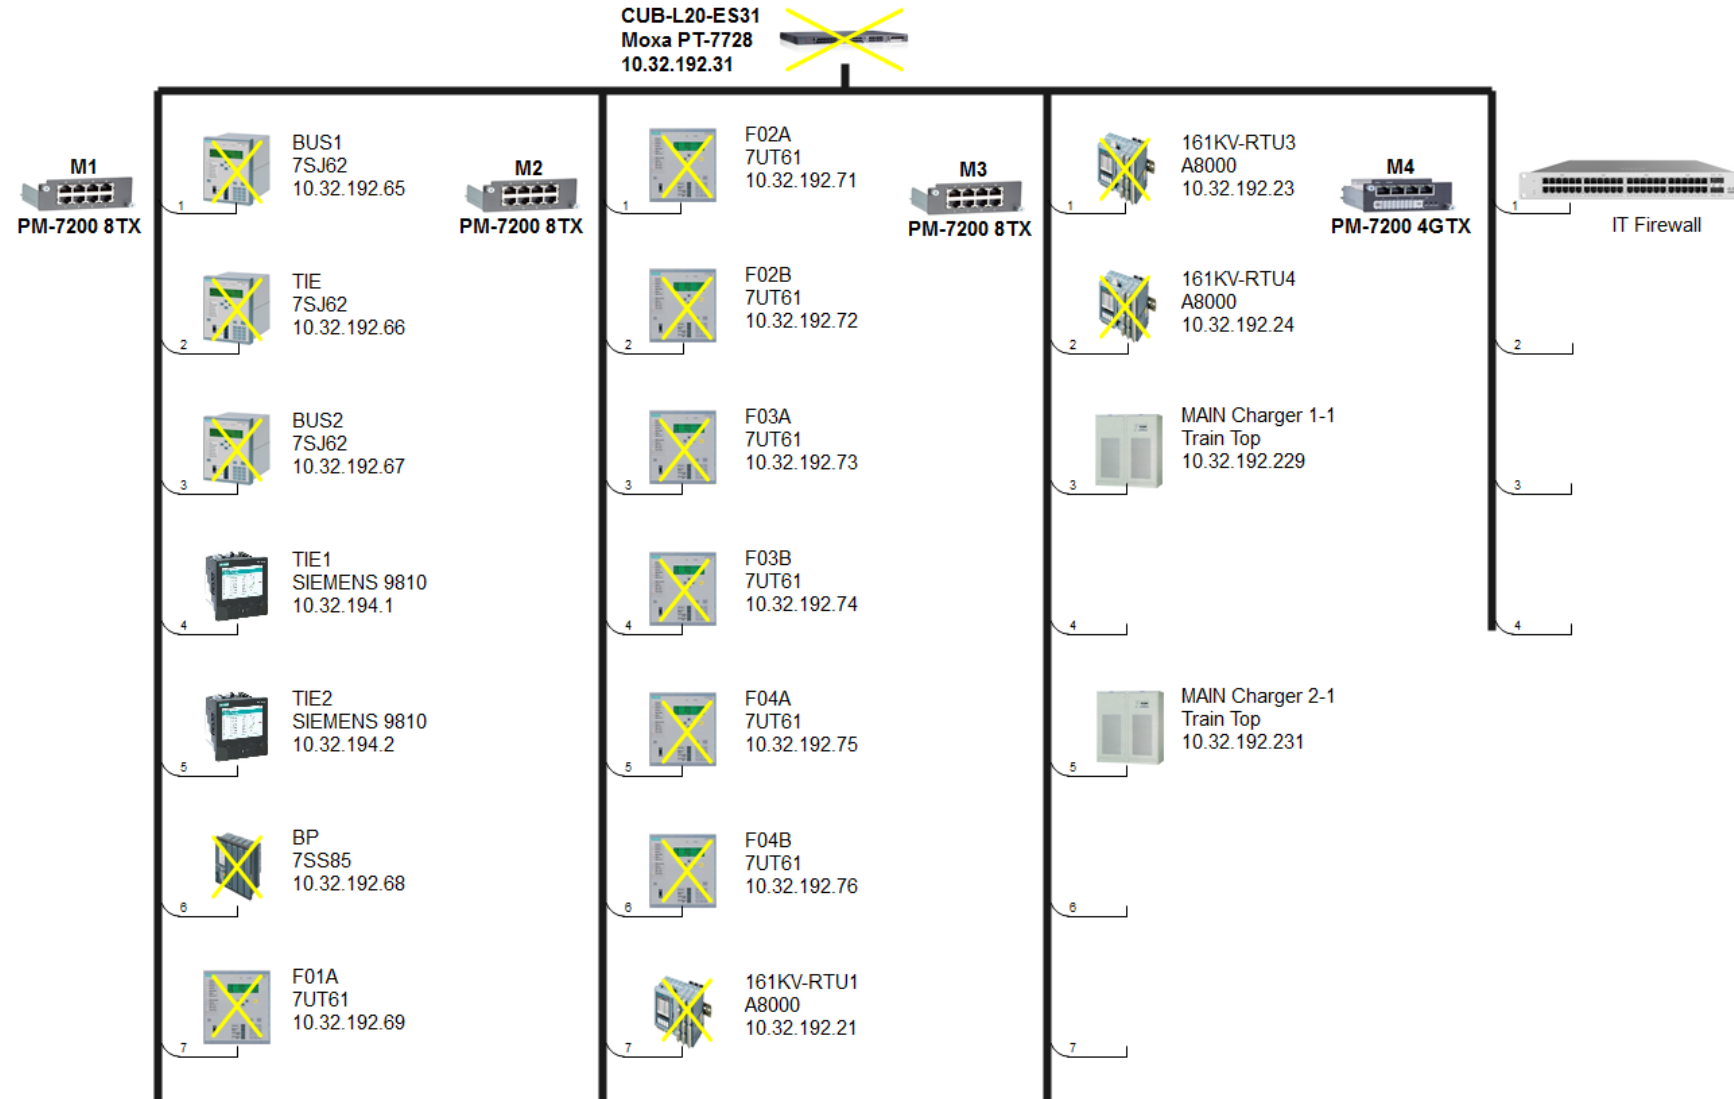 CUB-L20-ES31
Moxa PT-7728
10.32.192.31
M1
PM-7200 8TX
1
BUS1
7SJ62
10.32.192.65
2
TIE
7SJ62
10.32.192.66
3
BUS2
7SJ62
10.32.192.67
4
TIE1
SIEMENS 9810
10.32.194.1
5
TIE2
SIEMENS 9810
10.32.194.2
6
BP
7SS85
10.32.192.68
7
F01A
7UT61
10.32.192.69
M2
PM-7200 8TX
1
F02A
7UT61
10.32.192.71
2
F02B
7UT61
10.32.192.72
3
F03A
7UT61
10.32.192.73
4
F03B
7UT61
10.32.192.74
5
F04A
7UT61
10.32.192.75
6
F04B
7UT61
10.32.192.76
7
161KV-RTU1
A8000
10.32.192.21
M3
PM-7200 8TX
1
161KV-RTU3
A8000
10.32.192.23
2
161KV-RTU4
A8000
10.32.192.24
3
MAIN Charger 1-1
Train Top
10.32.192.229
4
5
MAIN Charger 2-1
Train Top
10.32.192.231
6
7
M4
PM-7200 4GTX
1
IT Firewall
2
3
4